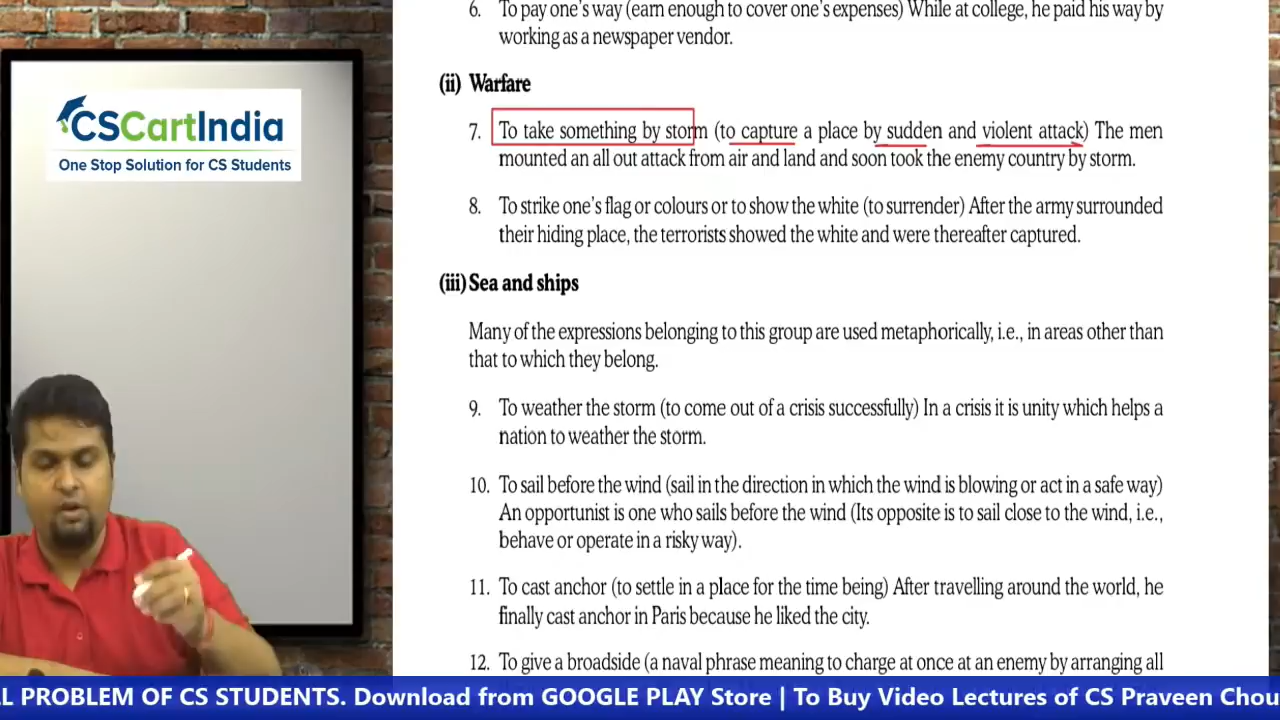 CSCartIndia
One Stop Solution for CS Students
6. To pay one's way (earn enough to cover one's expenses) While at college, he paid his way by
working as a newspaper vendor.
(ii) Warfare
7. To take something by storm (to capture a place by sudden and violent attack) The men
mounted an all out attack from air and land and soon took the enemy country by storm.
8. To strike one's flag or colours or to show the white (to surrender) After the army surrounded
their hiding place, the terrorists showed the white and were thereafter captured.
(iii) Sea and ships
Many of the expressions belonging to this group are used metaphorically, i.e., in areas other than
that to which they belong.
9. To weather the storm (to come out of a crisis successfully) In a crisis it is unity which helps a
nation to weather the storm.
10. To sail before the wind (sail in the direction in which the wind is blowing or act in a safe way)
An opportunist is one who sails before the wind (Its opposite is to sail close to the wind, i.e.,
behave or operate in a risky way).
11. To cast anchor (to settle in a place for the time being) After travelling around the world, he
finally cast anchor in Paris because he liked the city.
12. To give a broadside (a naval phrase meaning to charge at once at an enemy by arranging all
L PROBLEM OF CS STUDENTS. Download from GOOGLE PLAY Store | To Buy Video Lectures of CS Praveen Chou